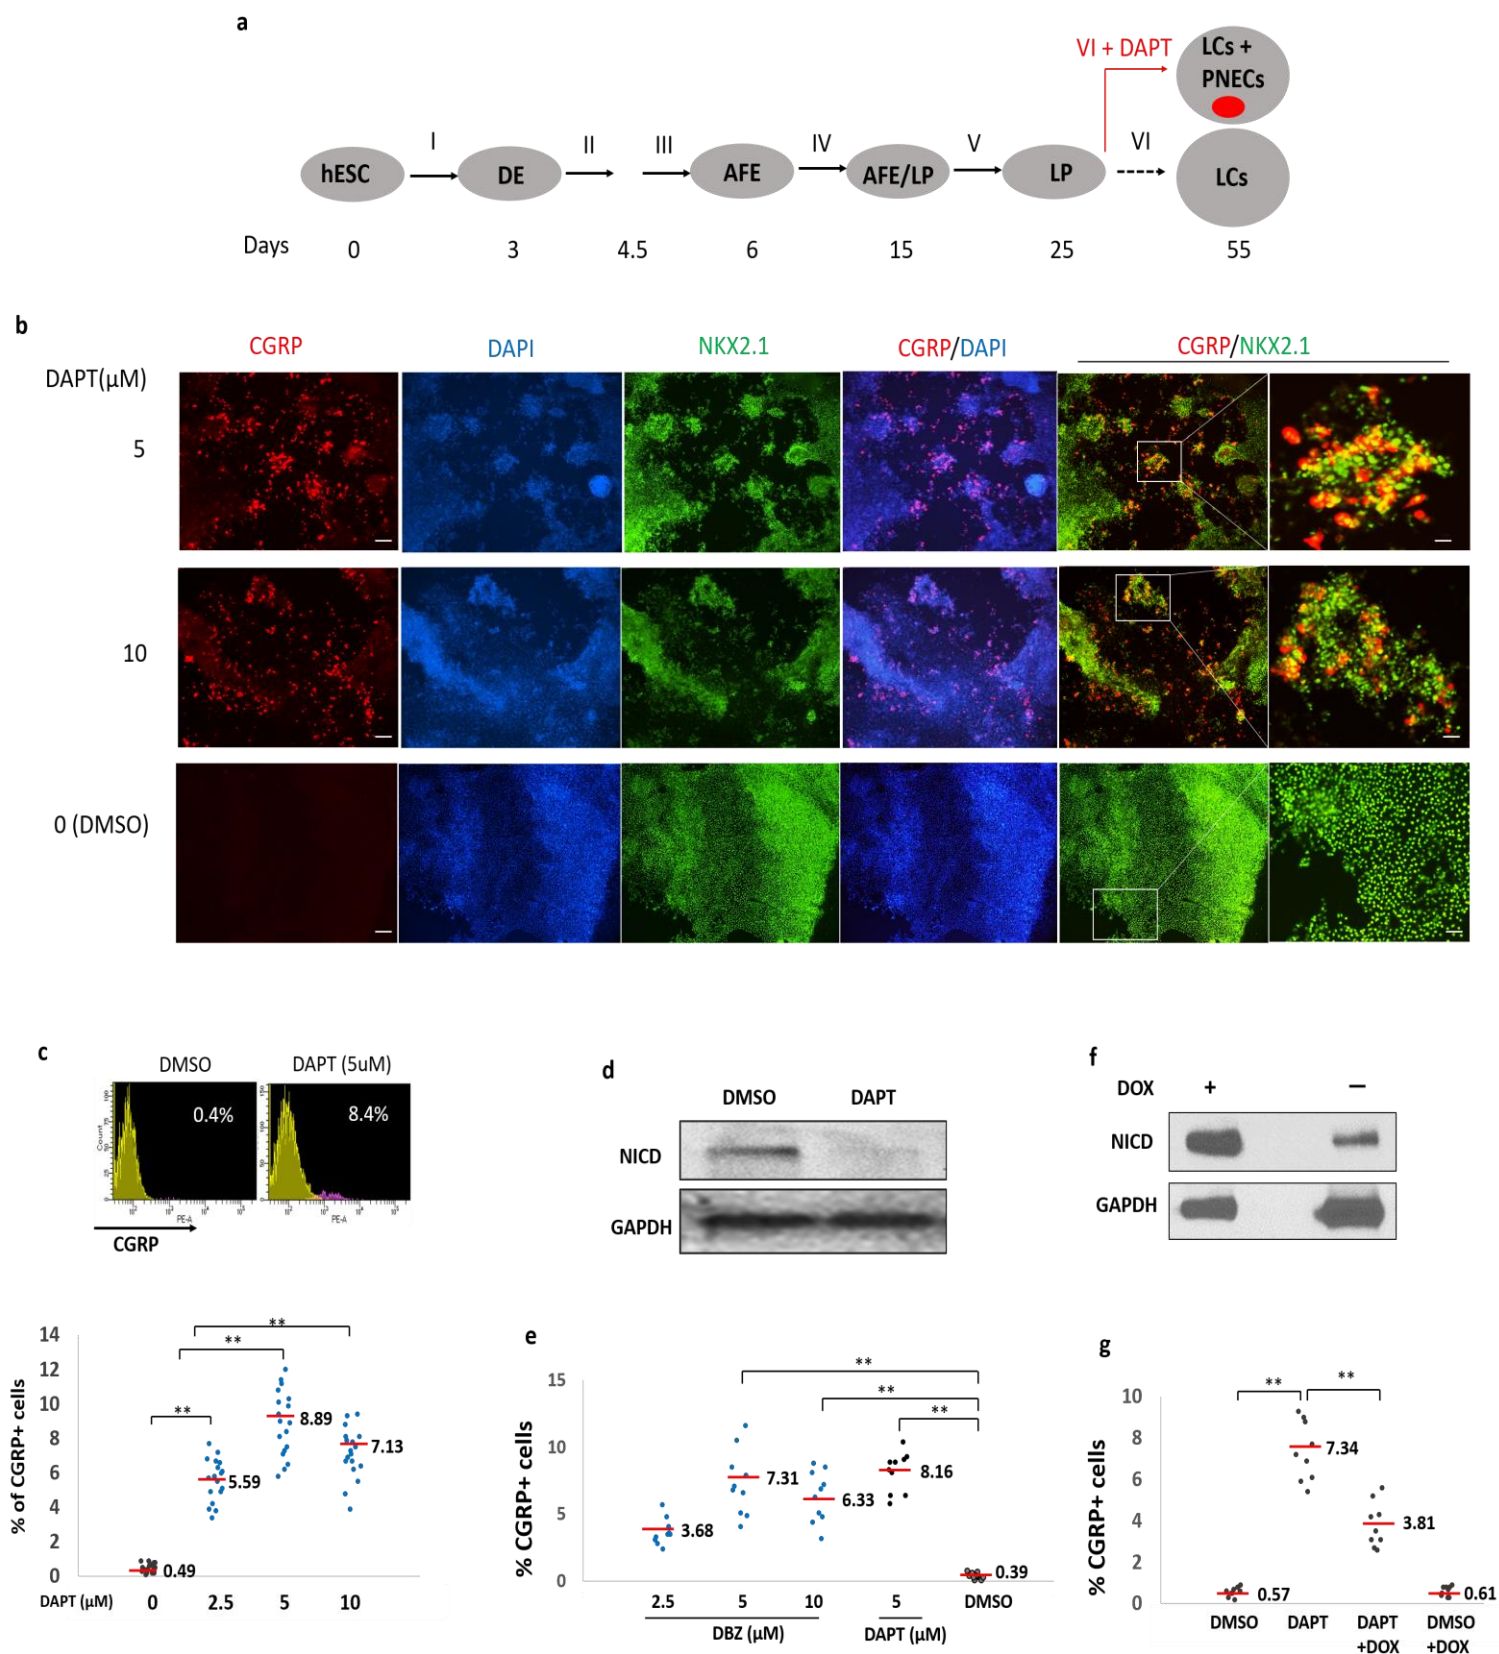 a
VI + DAPT
LCs +
PNECs
I
II
III
IV
V
VI
hESC
DE
AFE
AFE/LP
LP
LCs
Days
0
3
4.5
6
15
25
55
b
CGRP
DAPI
NKX2.1
CGRP/DAPI
CGRP/NKX2.1
DAPT(μM)
5
10
0 (DMSO)
c
DMSO
DAPT (5uM)
0.4%
8.4%
Count
PE-A
PE-A
CGRP
d
DMSO
DAPT
NICD
GAPDH
f
DOX
+
–
NICD
GAPDH
% of CGRP+ cells
14
12
10
8
6
4
2
0
**
**
**
0.49
5.59
8.89
7.13
DAPT (μM)
0
2.5
5
10
e
% CGRP+ cells
15
10
5
0
**
**
**
3.68
7.31
6.33
8.16
0.39
2.5
5
10
5
DMSO
DBZ (μM)
DAPT (μM)
g
% CGRP+ cells
10
8
6
4
2
0
**
**
0.57
7.34
3.81
0.61
DMSO
DAPT
DAPT
+DOX
DMSO
+DOX